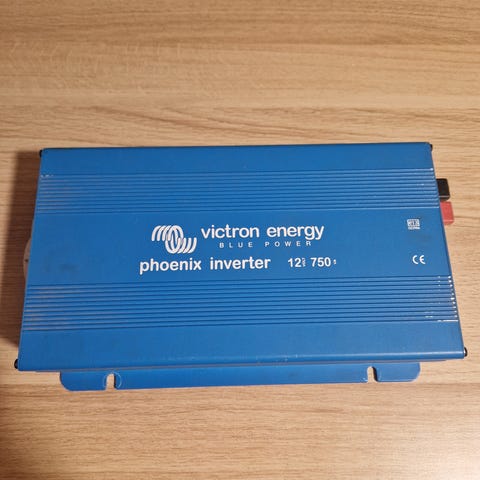 victron energy
BLUE POWER
phoenix inverter 12 750
CE